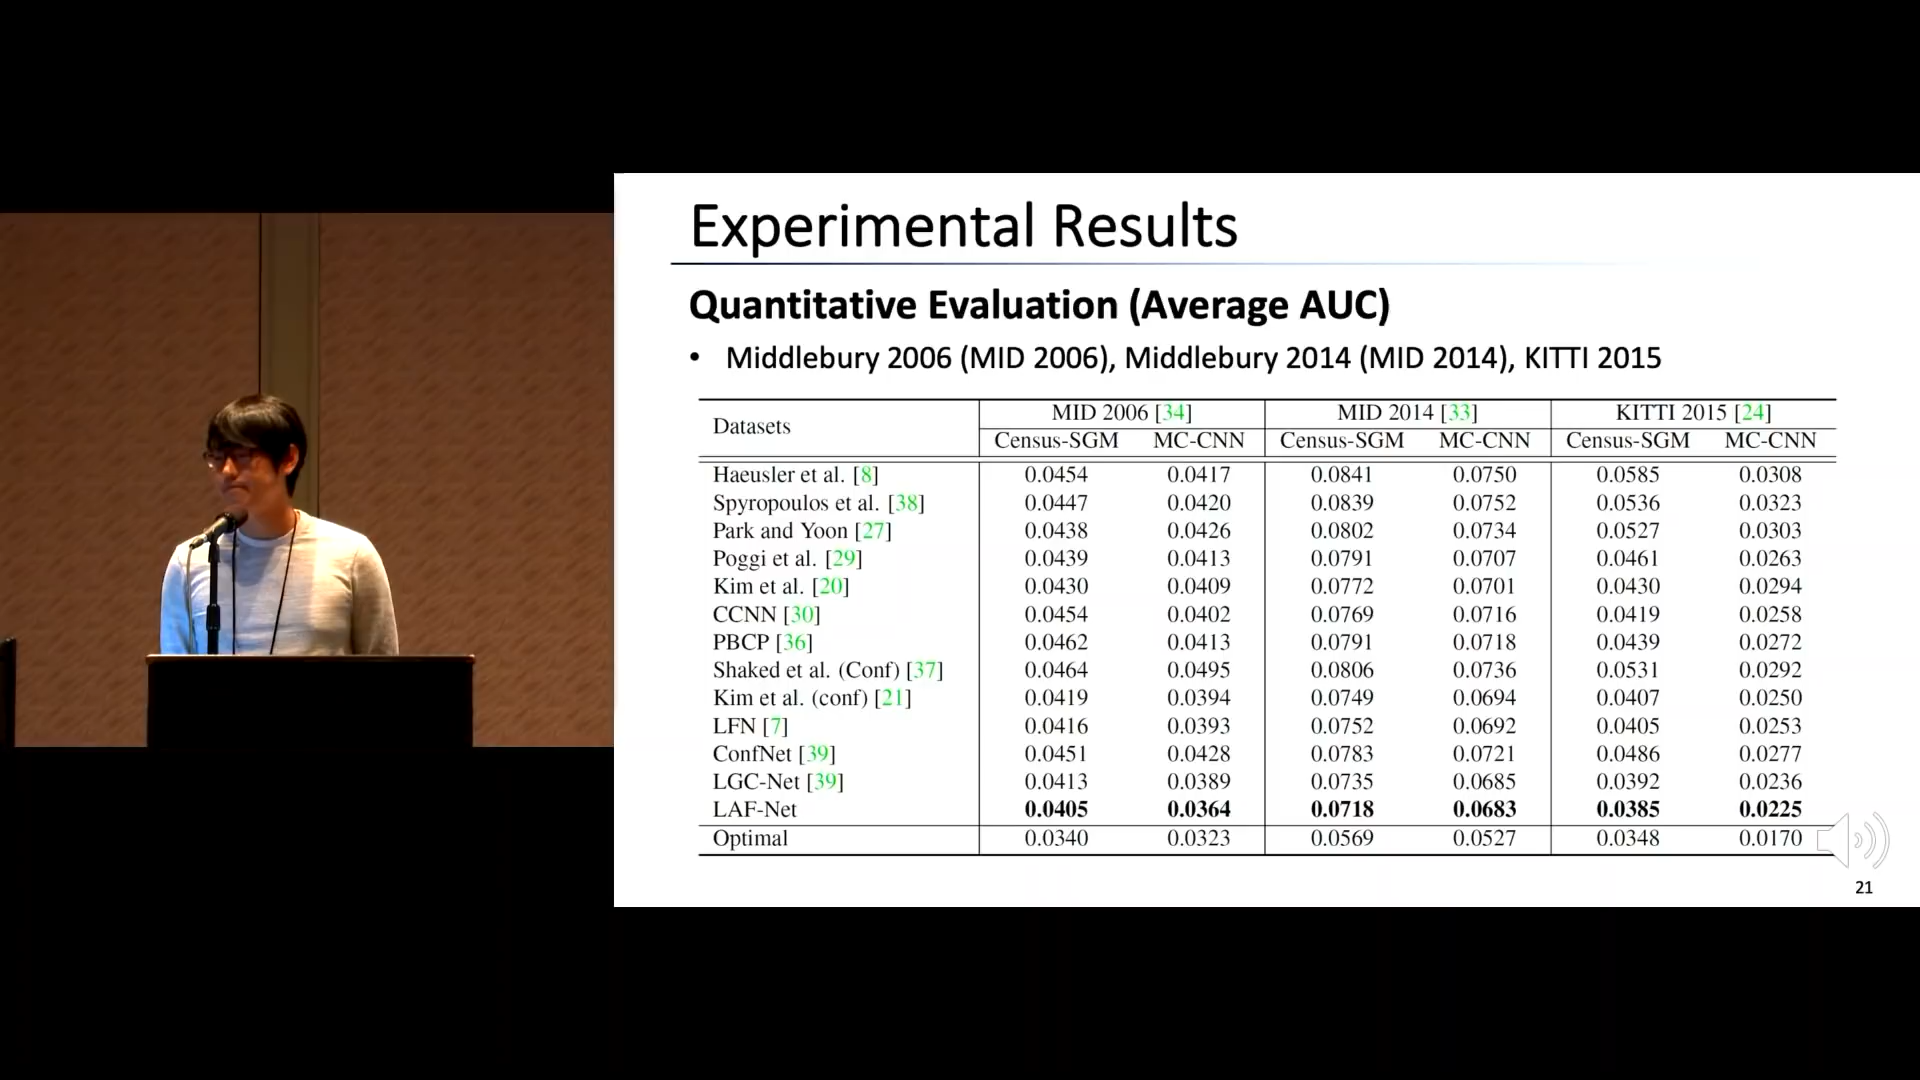 Experimental Results
Quantitative Evaluation (Average AUC)
• Middlebury 2006 (MID 2006), Middlebury 2014 (MID 2014), KITTI 2015
Datasets MID 2006 [34] MID 2014 [33] KITTI 2015 [24]
Census-SGM MC-CNN Census-SGM MC-CNN Census-SGM MC-CNN
Haeusler et al. [8] 0.0454 0.0417 0.0841 0.0750 0.0585 0.0308
Spyropoulos et al. [38] 0.0447 0.0420 0.0839 0.0752 0.0536 0.0323
Park and Yoon [27] 0.0438 0.0426 0.0802 0.0734 0.0527 0.0303
Poggi et al. [29] 0.0439 0.0413 0.0791 0.0707 0.0461 0.0263
Kim et al. [20] 0.0430 0.0409 0.0772 0.0701 0.0430 0.0294
CCNN [30] 0.0454 0.0402 0.0769 0.0716 0.0419 0.0258
PBCP [36] 0.0462 0.0413 0.0791 0.0718 0.0439 0.0272
Shaked et al. (Conf) [37] 0.0464 0.0495 0.0806 0.0736 0.0531 0.0292
Kim et al. (conf) [21] 0.0419 0.0394 0.0749 0.0694 0.0407 0.0250
LFN [7] 0.0416 0.0393 0.0752 0.0692 0.0405 0.0253
ConfNet [39] 0.0451 0.0428 0.0783 0.0721 0.0486 0.0277
LGC-Net [39] 0.0413 0.0389 0.0735 0.0685 0.0392 0.0236
LAF-Net 0.0405 0.0364 0.0718 0.0683 0.0385 0.0225
Optimal 0.0340 0.0323 0.0569 0.0527 0.0348 0.0170
21